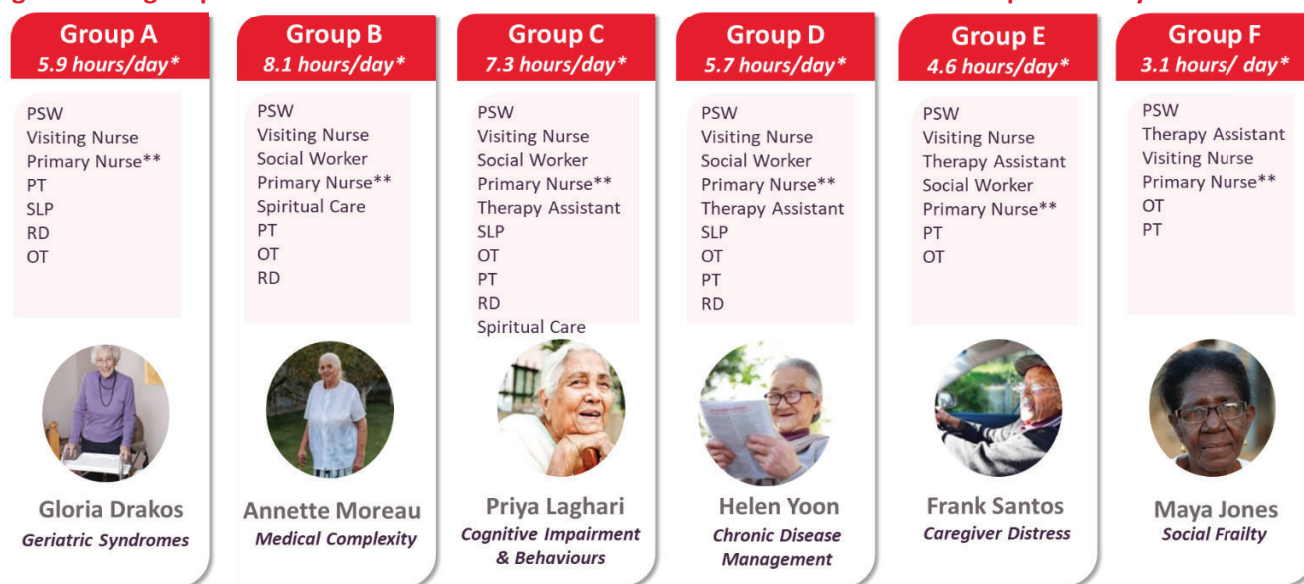 Group A
5.9 hours/day*
PSW
Visiting Nurse
Primary Nurse**
PT
SLP
RD
OT
Gloria Drakos
Geriatric Syndromes
Group B
8.1 hours/day*
PSW
Visiting Nurse
Social Worker
Primary Nurse**
Spiritual Care
PT
OT
RD
Annette Moreau
Medical Complexity
Group C
7.3 hours/day*
PSW
Visiting Nurse
Social Worker
Primary Nurse**
Therapy Assistant
SLP
OT
PT
RD
Spiritual Care
Priya Laghari
Cognitive Impairment
& Behaviours
Group D
5.7 hours/day*
PSW
Visiting Nurse
Social Worker
Primary Nurse**
Therapy Assistant
SLP
OT
PT
RD
Helen Yoon
Chronic Disease
Management
Group E
4.6 hours/day*
PSW
Visiting Nurse
Therapy Assistant
Social Worker
Primary Nurse**
PT
OT
Frank Santos
Caregiver Distress
Group F
3.1 hours/ day*
PSW
Therapy Assistant
Visiting Nurse
Primary Nurse**
OT
PT
Maya Jones
Social Frailty